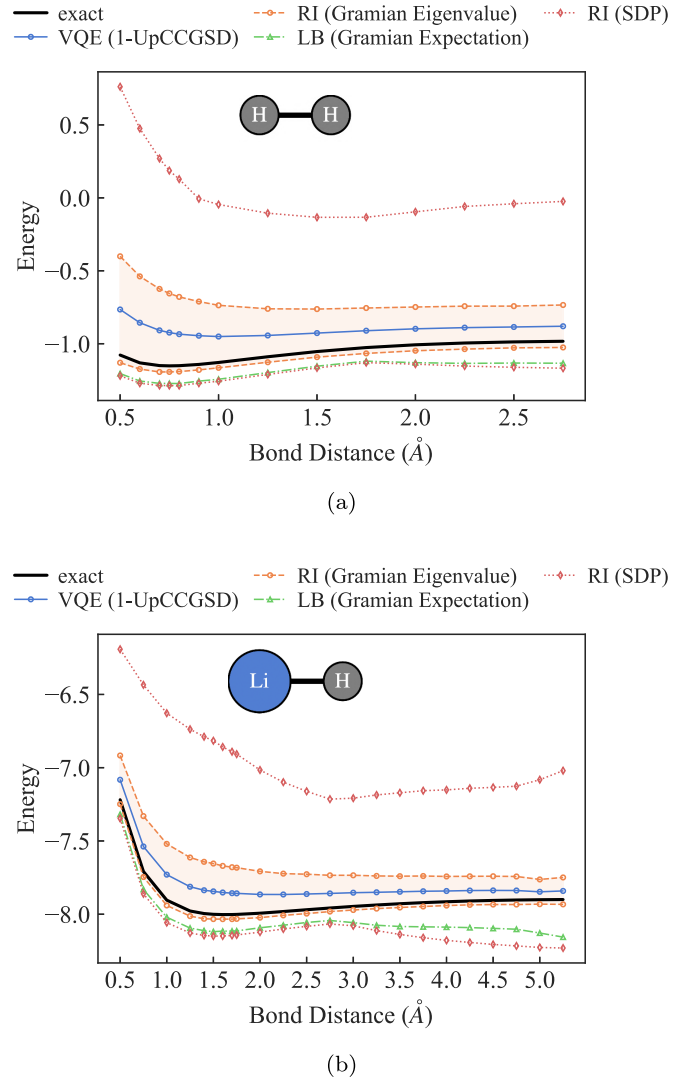 exact
RI (Gramian Eigenvalue)
RI (SDP)
VQE (1-UpCCGSD)
LB (Gramian Expectation)
H
H
0.5
0.0
−0.5
−1.0
Energy
0.5
1.0
1.5
2.0
2.5
Bond Distance (Å)
(a)
exact
RI (Gramian Eigenvalue)
RI (SDP)
VQE (1-UpCCGSD)
LB (Gramian Expectation)
Li
H
−6.5
−7.0
−7.5
−8.0
Energy
0.5
1.0
1.5
2.0
2.5
3.0
3.5
4.0
4.5
5.0
Bond Distance (Å)
(b)